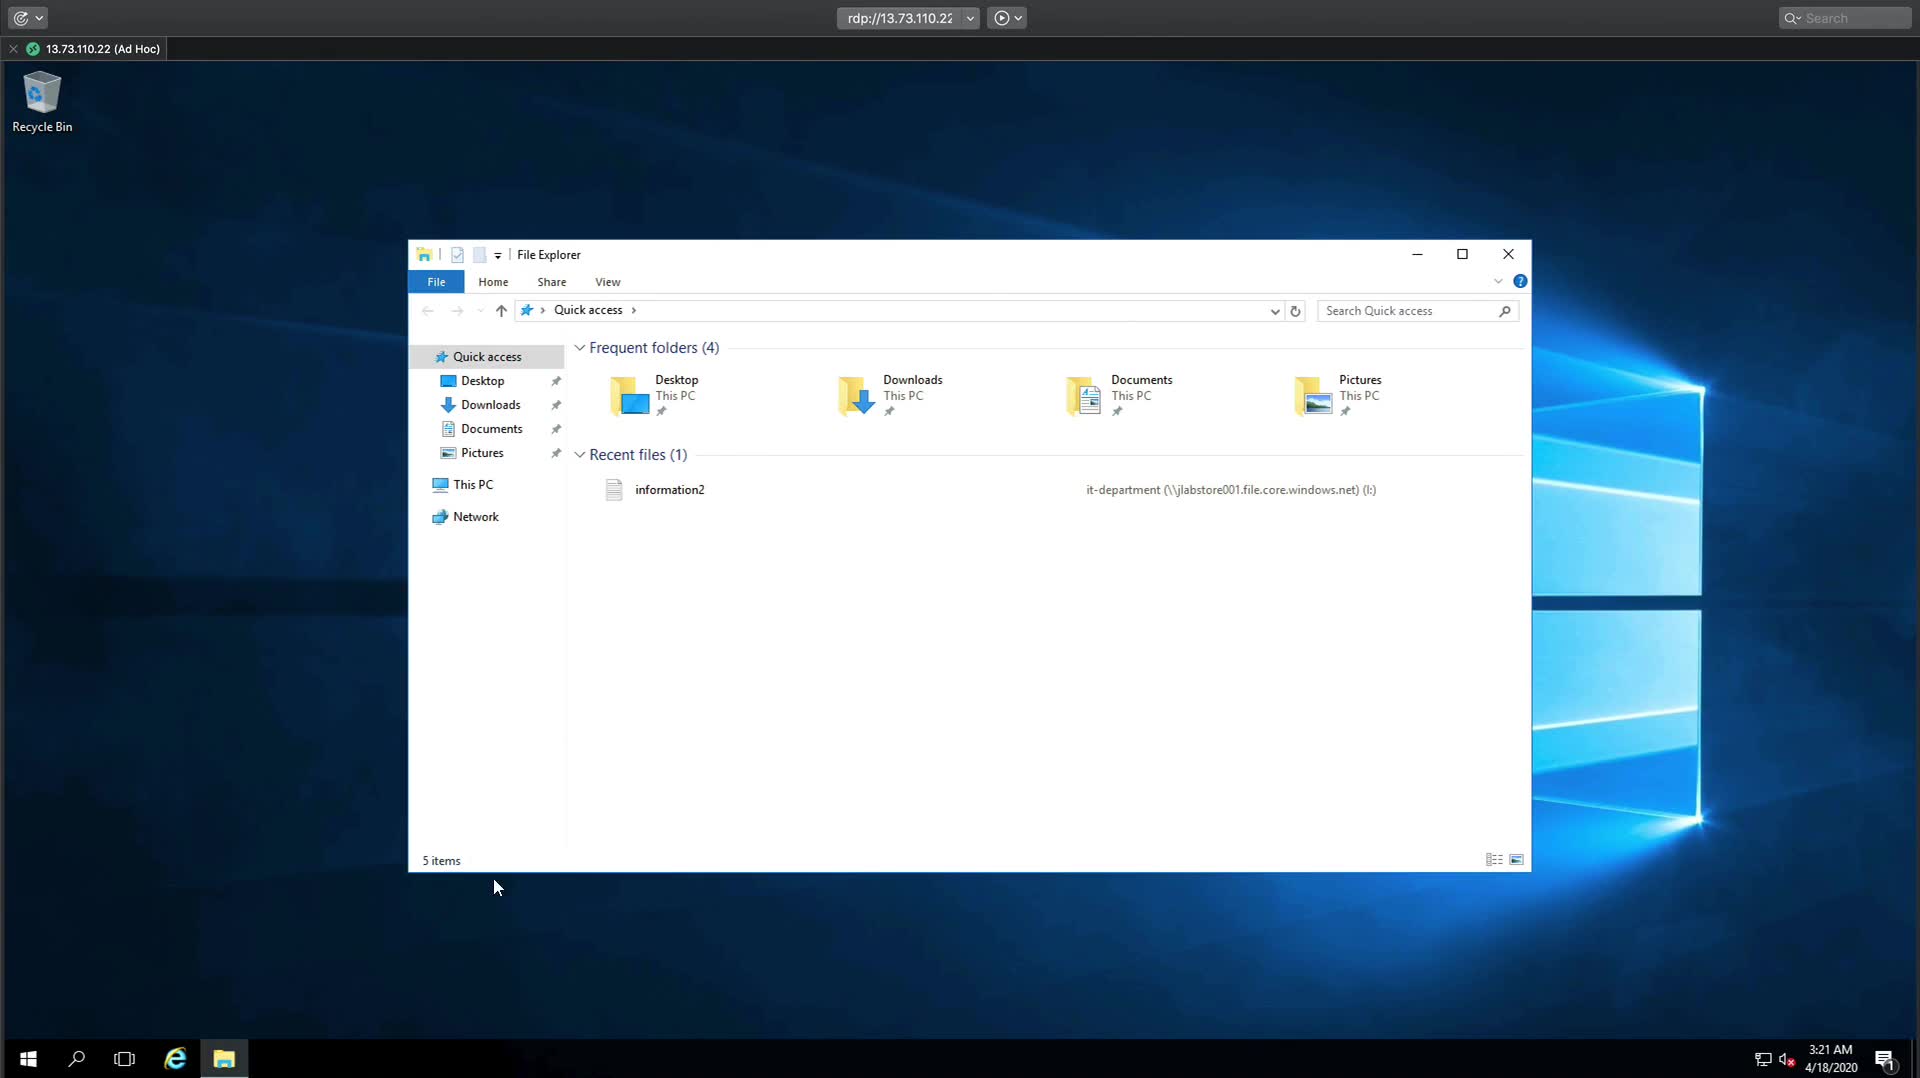 rdp://13.73.110.22
Search
13.73.110.22 (Ad Hoc)
Recycle Bin
File Explorer
File Home Share View
Quick access
Search Quick access
Quick access
Desktop
Downloads
Documents
Pictures
This PC
Network
Frequent folders (4)
Desktop
This PC
Downloads
This PC
Documents
This PC
Pictures
This PC
Recent files (1)
information2 it-department (\\jlabstore001.file.core.windows.net) (I:)
5 items
3:21 AM
4/18/2020
1